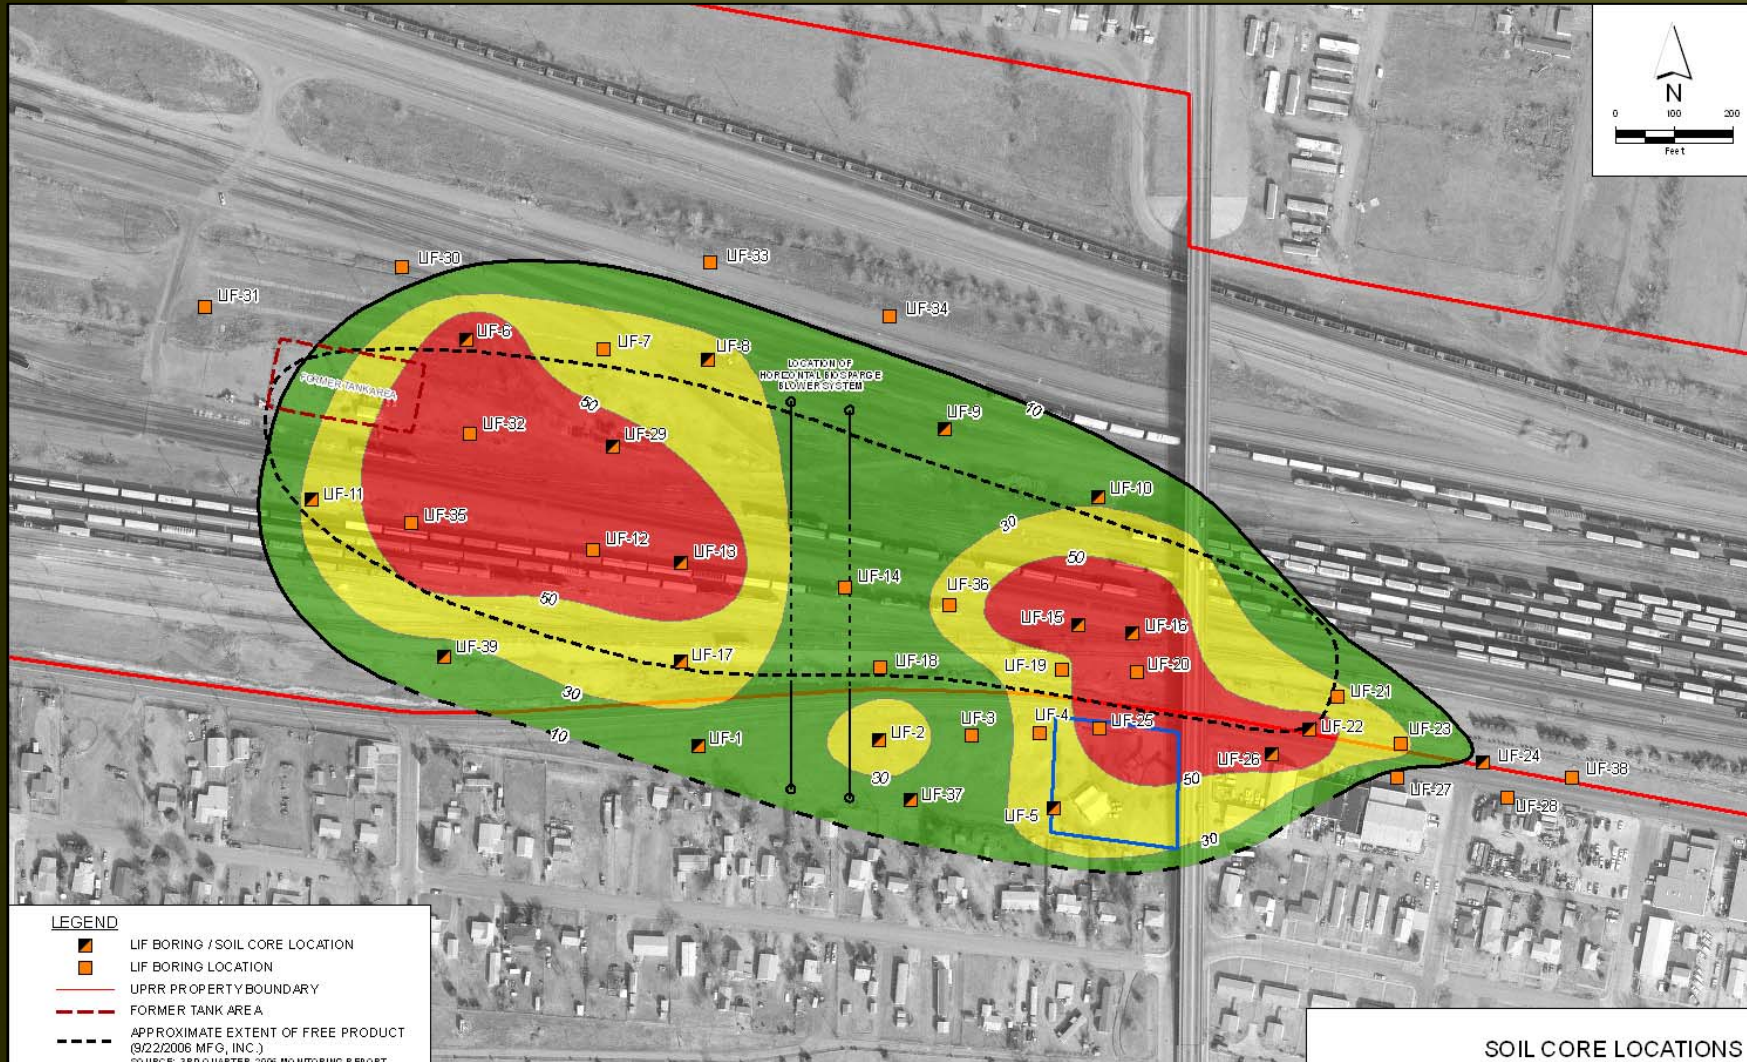 N
0 100 200
Feet
LIF-33
LIF-30
LIF-31
LIF-34
LIF-6
LIF-7
LIF-8
LOCATION OF
HORIZONTAL BIOSPARGE
BLOWER SYSTEM
FORMER TANK AREA
50
10
LIF-32
LIF-29
LIF-9
LIF-11
LIF-10
LIF-35
30
LIF-12
LIF-13
50
LIF-14
50
LIF-36
LIF-15
LIF-16
LIF-39
LIF-17
LIF-18
LIF-19
LIF-20
30
LIF-21
LIF-4
LIF-25
LIF-22
10
LIF-1
LIF-2
LIF-3
LIF-23
LIF-26
LIF-24
30
50
LIF-38
LIF-27
LIF-37
LIF-28
LIF-5
30
LEGEND
LIF BORING / SOIL CORE LOCATION
LIF BORING LOCATION
UPRR PROPERTY BOUNDARY
FORMER TANK AREA
APPROXIMATE EXTENT OF FREE PRODUCT
(9/22/2006 MFG, INC.)
SOURCE: 3RD QUARTER 2006 MONITORING REPORT
SOIL CORE LOCATIONS